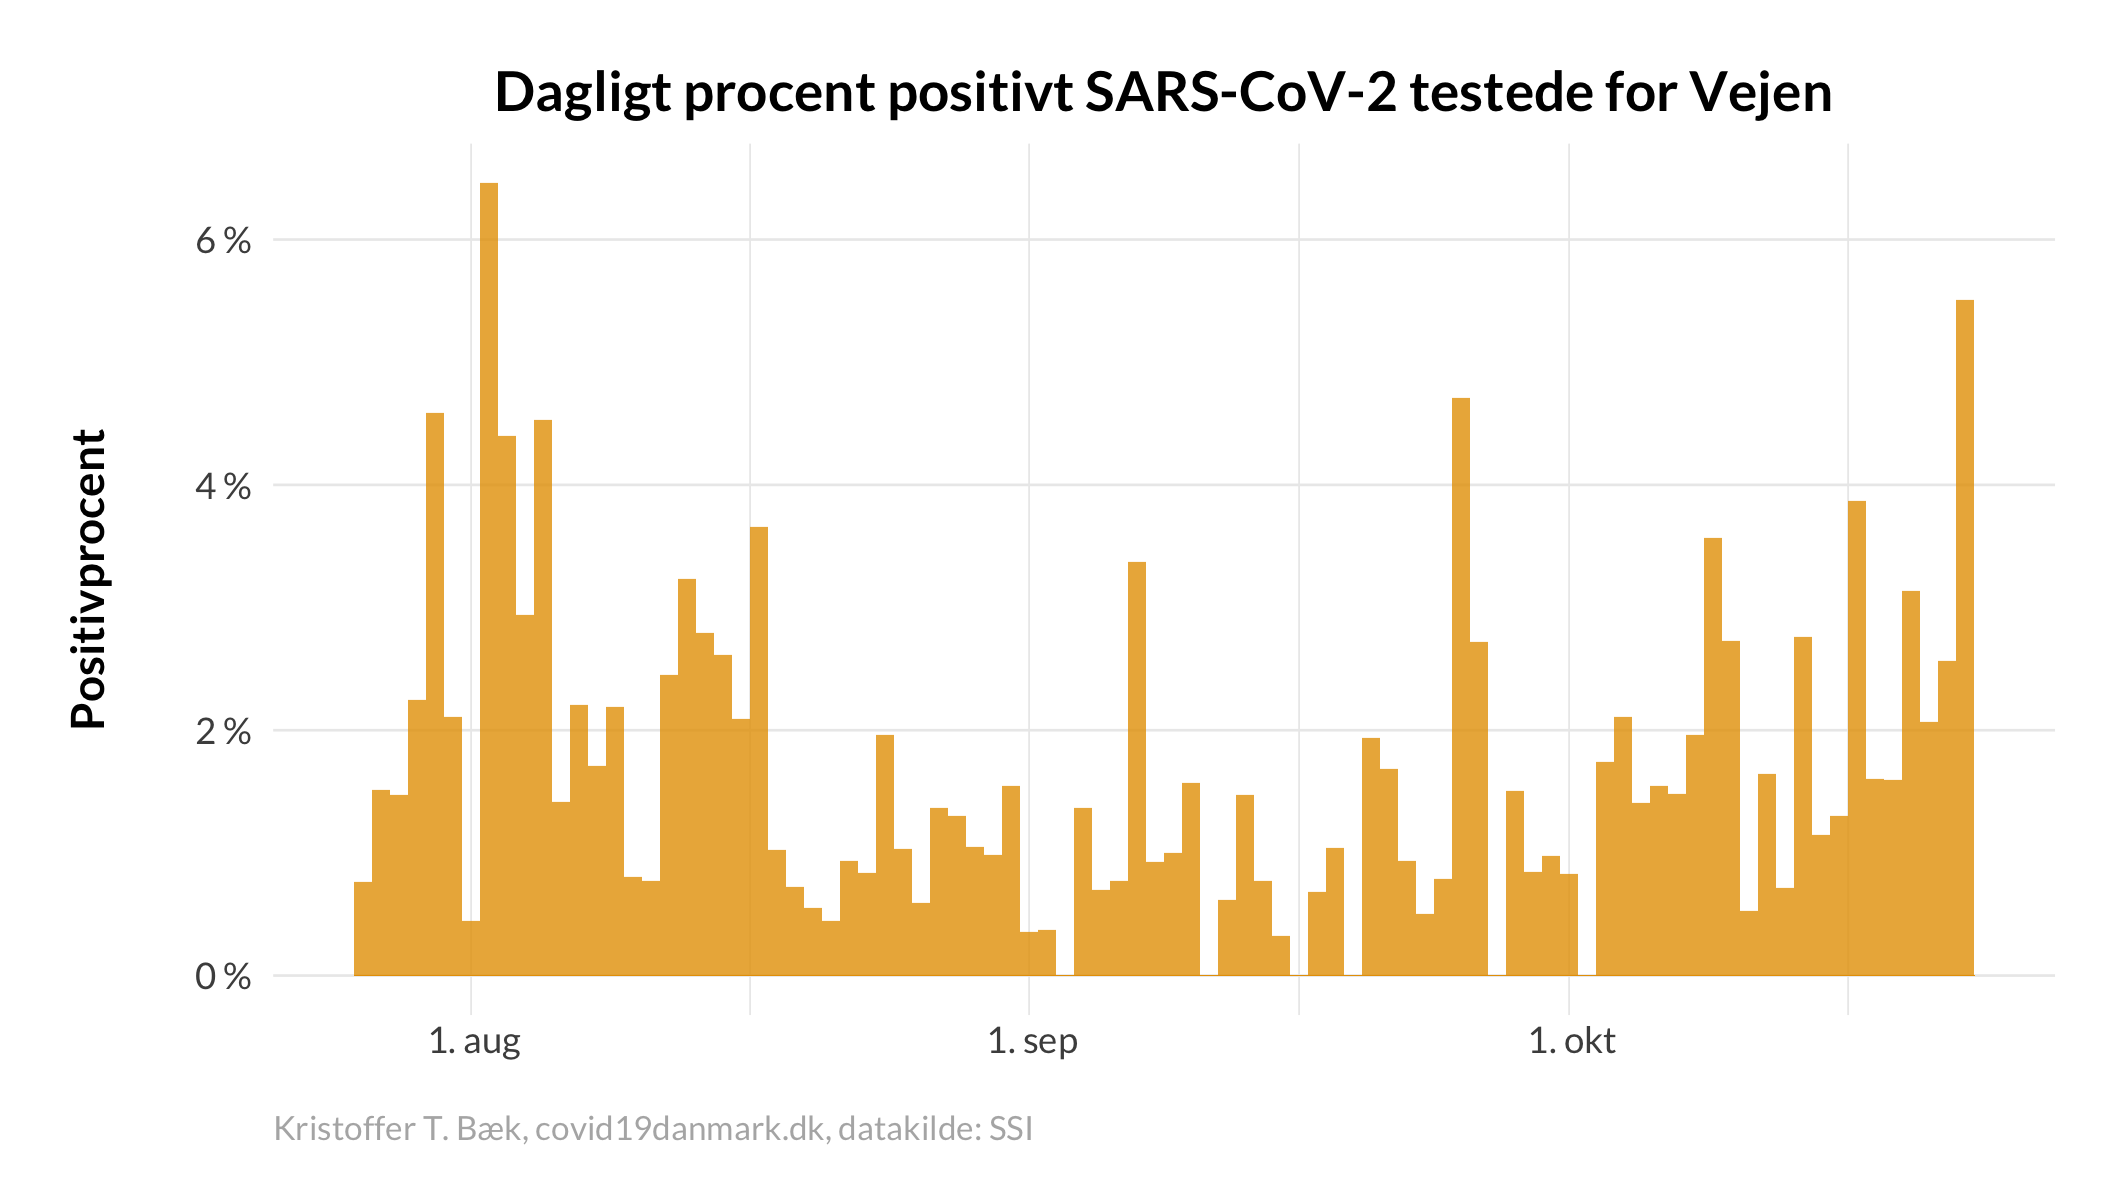 Dagligt procent positivt SARS-CoV-2 testede for Vejen
Positivprocent
6 %
4 %
2 %
0 %
1. aug
1. sep
1. okt
Kristoffer T. Bæk, covid19danmark.dk, datakilde: SSI